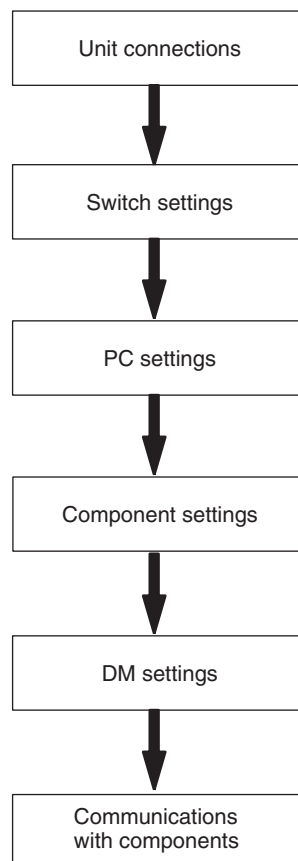 Unit connections
Switch settings
PC settings
Component settings
DM settings
Communications
with components